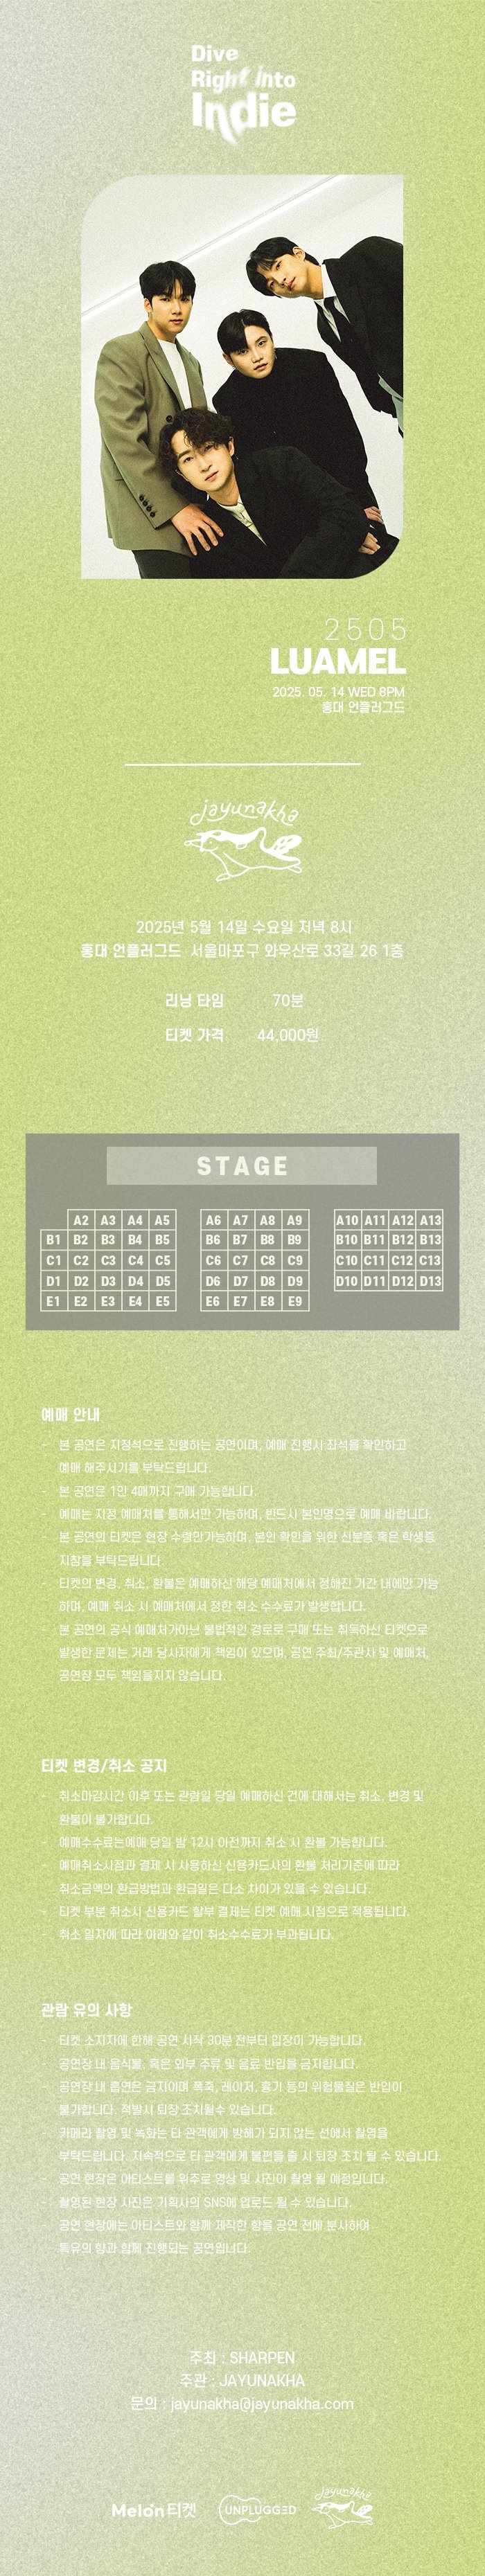 Dive
Right into
Indie
2505
LUAMEL
2025. 05. 14 WED 8PM
홍대 언플러그드
jayunakha
2025년 5월 14일 수요일 저녁 8시
홍대 언플러그드 서울마포구 와우산로 33길 26 1층
리닝 타임 70분
티켓 가격 44,000원
STAGE
A2 A3 A4 A5 A6 A7 A8 A9 A10 A11 A12 A13
B1 B2 B3 B4 B5 B6 B7 B8 B9 B10 B11 B12 B13
C1 C2 C3 C4 C5 C6 C7 C8 C9 C10 C11 C12 C13
D1 D2 D3 D4 D5 D6 D7 D8 D9 D10 D11 D12 D13
E1 E2 E3 E4 E5 E6 E7 E8 E9
예매 안내
- 본 공연은 지정석으로 진행하는 공연이며, 예매 진행시 좌석을 확인하고
예매 해주시기를 부탁드립니다.
- 본 공연은 1인 4매까지 구매 가능합니다.
- 예매는 지정 예매처를 통해서만 가능하며, 반드시 본인명으로 예매 바랍니다.
- 본 공연의 티켓은 현장 수령만가능하며, 본인 확인을 위한 신분증 혹은 학생증
지참을 부탁드립니다.
- 티켓의 변경, 취소, 환불은 예매하신 해당 예매처에서 정해진 기간 내에만 가능
하며, 예매 취소 시 예매처에서 정한 취소 수수료가 발생합니다.
- 본 공연의 공식 예매처가아닌 불법적인 경로로 구매 또는 취득하신 티켓으로
발생한 문제는 거래 당사자에게 책임이 있으며, 공연 주최/주관사 및 예매처,
공연장 모두 책임을지지 않습니다.
티켓 변경/취소 공지
- 취소마감시간 이후 또는 관람일 당일 예매하신 건에 대해서는 취소, 변경 및
환불이 불가합니다.
- 예매수수료는예매 당일 밤 12시 이전까지 취소 시 환불 가능합니다.
- 예매취소시점과 결제 시 사용하신 신용카드사의 환불 처리기준에 따라
취소금액의 환급방법과 환급일은 다소 차이가 있을 수 있습니다.
- 티켓 부분 취소시 신용카드 할부 결제는 티켓 예매 시점으로 적용됩니다.
- 취소 일자에 따라 아래와 같이 취소수수료가 부과됩니다.
관람 유의 사항
- 티켓 소지자에 한해 공연 시작 30분 전부터 입장이 가능합니다.
- 공연장 내 음식물, 혹은 외부 주류 및 음료 반입을 금지합니다.
- 공연장 내 흡연은 금지이며 폭죽, 레이저, 흉기 등의 위험물질은 반입이
불가합니다. 적발시 퇴장 조치될수 있습니다.
- 카메라 촬영 및 녹화는 타 관객에게 방해가 되지 않는 선에서 촬영을
부탁드립니다. 지속적으로 타 관객에게 불편을 줄 시 퇴장 조치 될 수 있습니다.
- 공연 현장은 아티스트를 위주로 영상 및 사진이 촬영 될 예정입니다.
- 촬영된 현장 사진은 기획사의 SNS에 업로드 될 수 있습니다.
공연 현장에는 아티스트와 함께 제작한 향을 공연 전에 분사하여
특유의 향과 함께 진행되는 공연입니다.
주최 : SHARPEN
주관 : JAYUNAKHA
문의 : jayunakha@jayunakha.com
Melon티켓 UNPLUGGED jayunakha